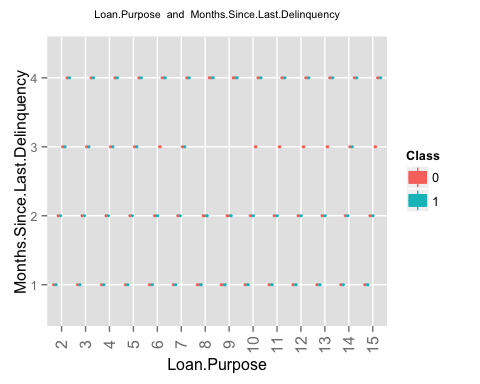 Loan.Purpose and Months.Since.Last.Delinquency
Months.Since.Last.Delinquency
4
3
2
1
2 3 4 5 6 7 8 9 10 11 12 13 14 15
Loan.Purpose
Class
0
1